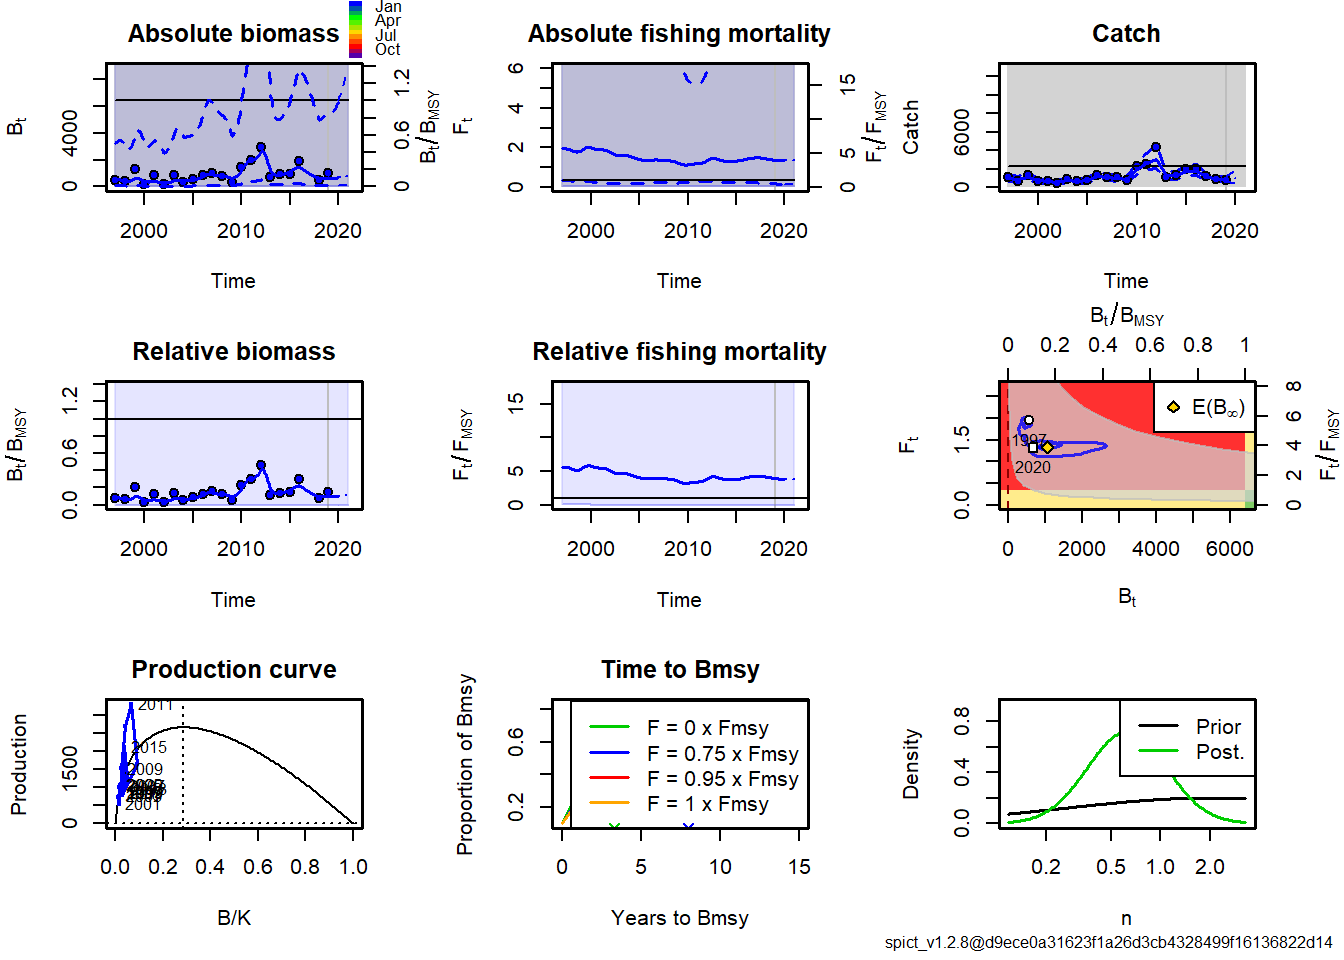 Absolute biomass
Jan
Apr
Jul
Oct
Bt
0 4000
0 0.6 1.2
Bt/BMSY
2000 2010 2020
Time
Absolute fishing mortality
Ft
0 2 4 6
0 5 15
Ft/FMSY
2000 2010 2020
Time
Catch
Catch
0 6000
2000 2010 2020
Time
Relative biomass
Bt/BMSY
0.0 0.6 1.2
2000 2010 2020
Time
Relative fishing mortality
Ft/FMSY
0 5 15
2000 2010 2020
Time
Bt/BMSY
0 0.2 0.4 0.6 0.8 1
Ft
0.0 1.5
E(B∞)
1997
2020
0 2 4 6 8
Ft/FMSY
0 2000 4000 6000
Bt
Production curve
Production
0 1500
2011
2015
2009
2001
0.0 0.2 0.4 0.6 0.8 1.0
B/K
Time to Bmsy
Proportion of Bmsy
0.2 0.6
F = 0 x Fmsy
F = 0.75 x Fmsy
F = 0.95 x Fmsy
F = 1 x Fmsy
0 5 10 15
Years to Bmsy
Density
0.0 0.4 0.8
Prior
Post.
0.2 0.5 1.0 2.0
n
spict_v1.2.8@d9ece0a31623f1a26d3cb4328499f16136822d14